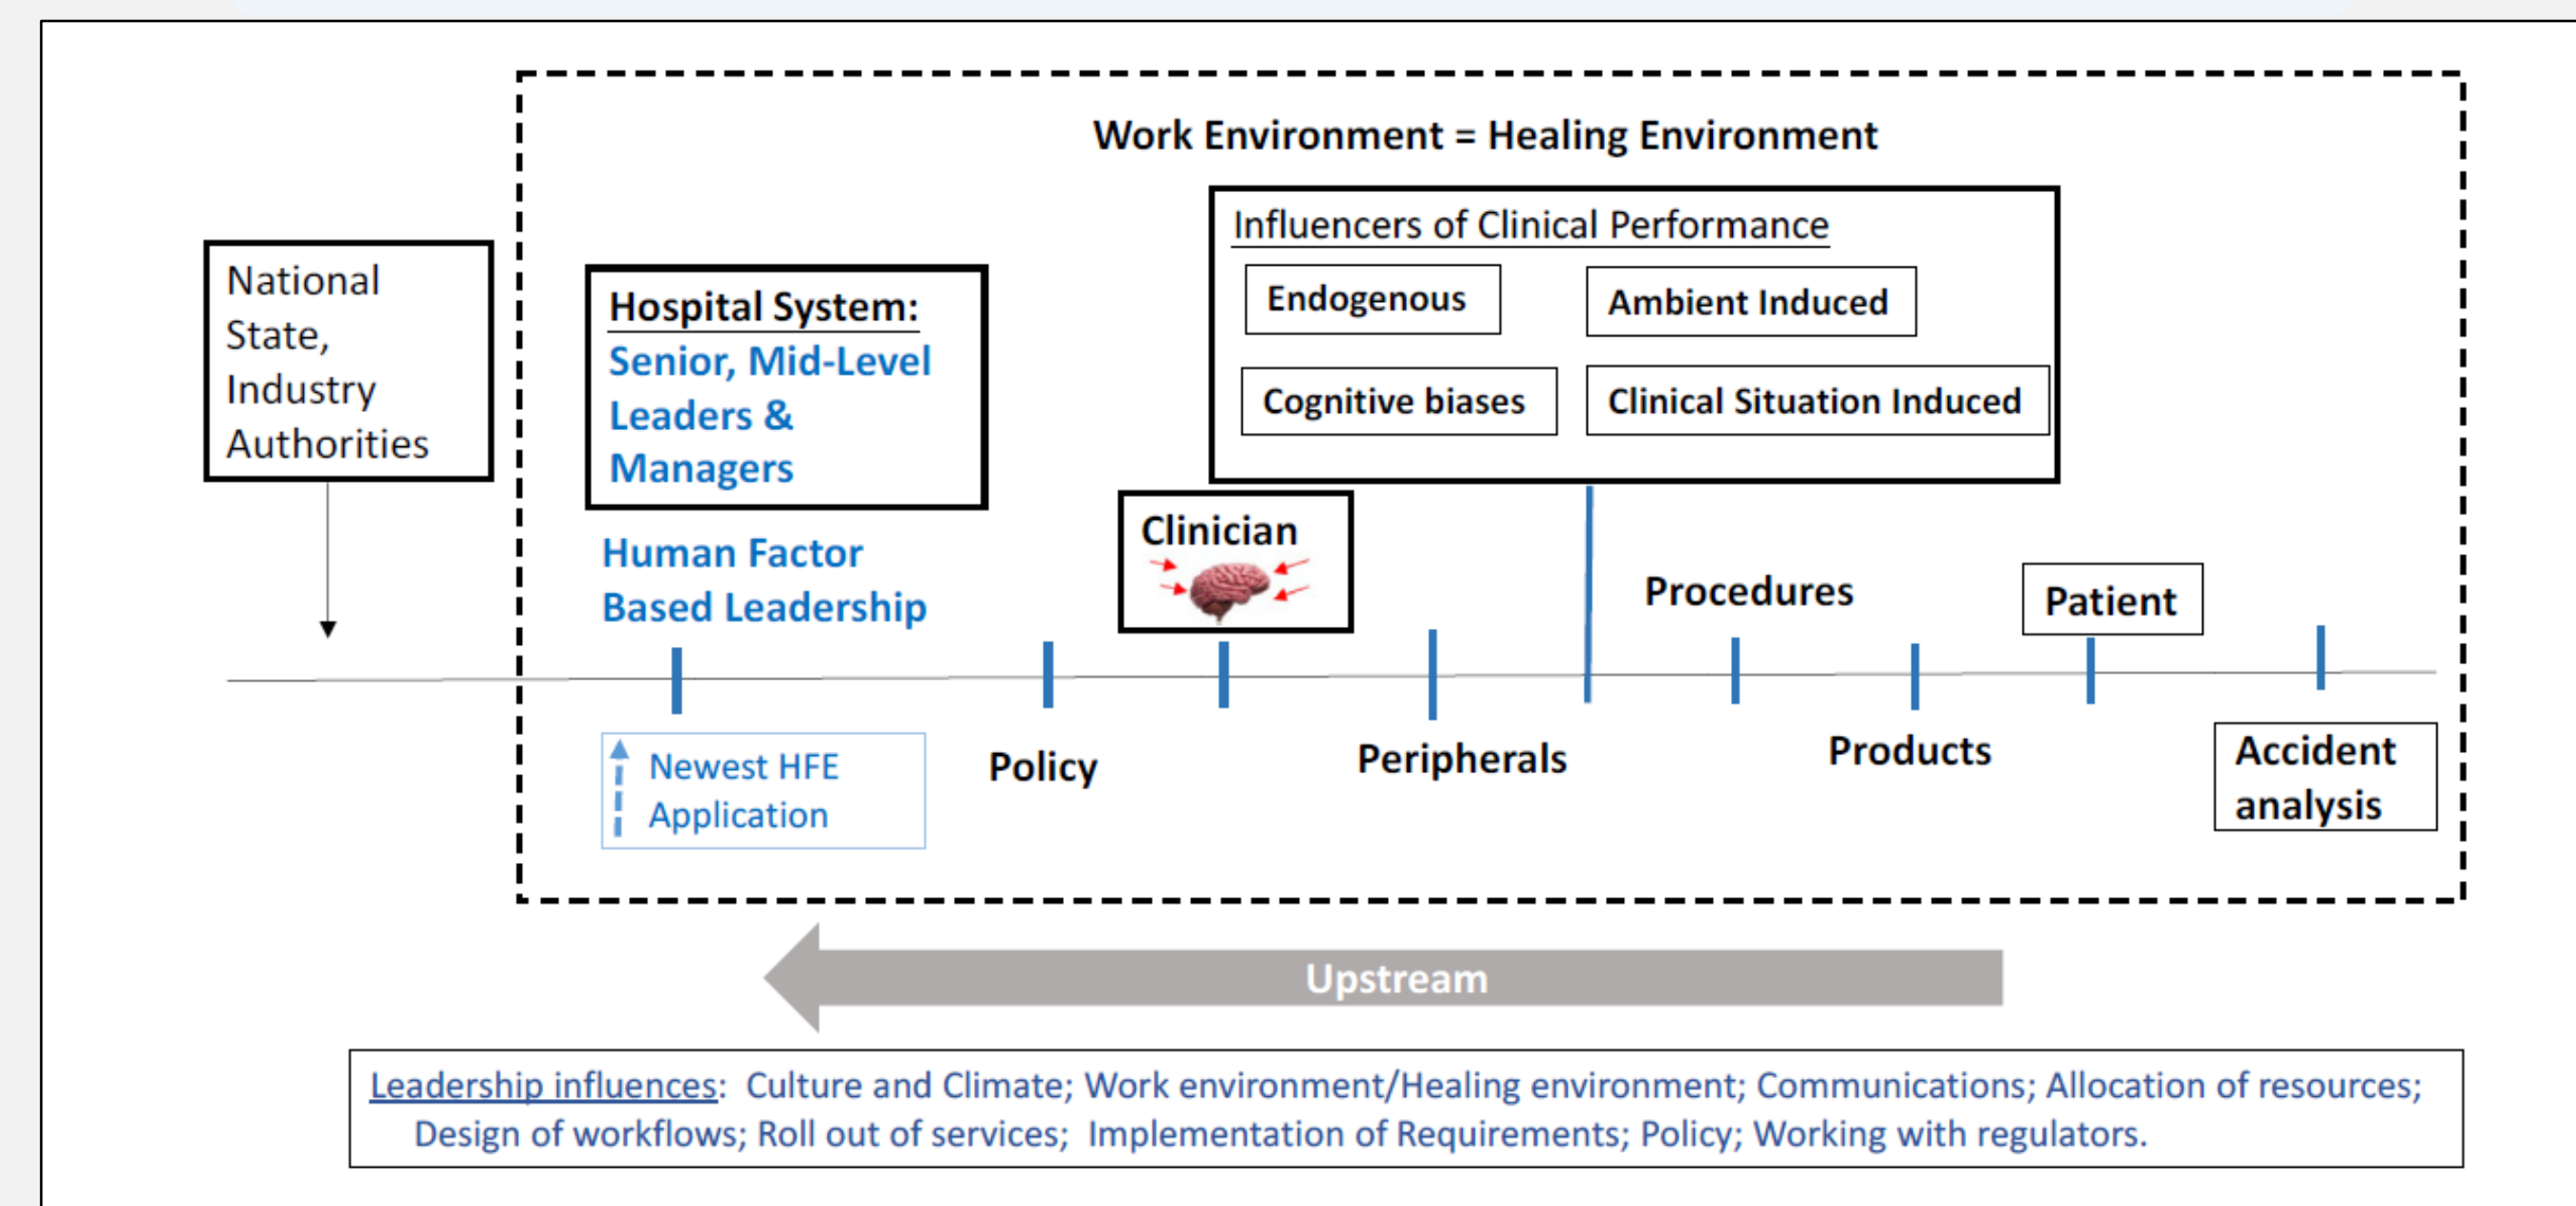 Work Environment = Healing Environment
National
State,
Industry
Authorities
Hospital System:
Senior, Mid-Level
Leaders &
Managers
Human Factor
Based Leadership
Influencers of Clinical Performance
Endogenous
Ambient Induced
Cognitive biases
Clinical Situation Induced
Clinician
Procedures
Patient
Newest HFE
Application
Policy
Peripherals
Products
Accident
analysis
Upstream
Leadership influences:  Culture and Climate; Work environment/Healing environment; Communications; Allocation of resources;
Design of workflows; Roll out of services;  Implementation of Requirements; Policy; Working with regulators.